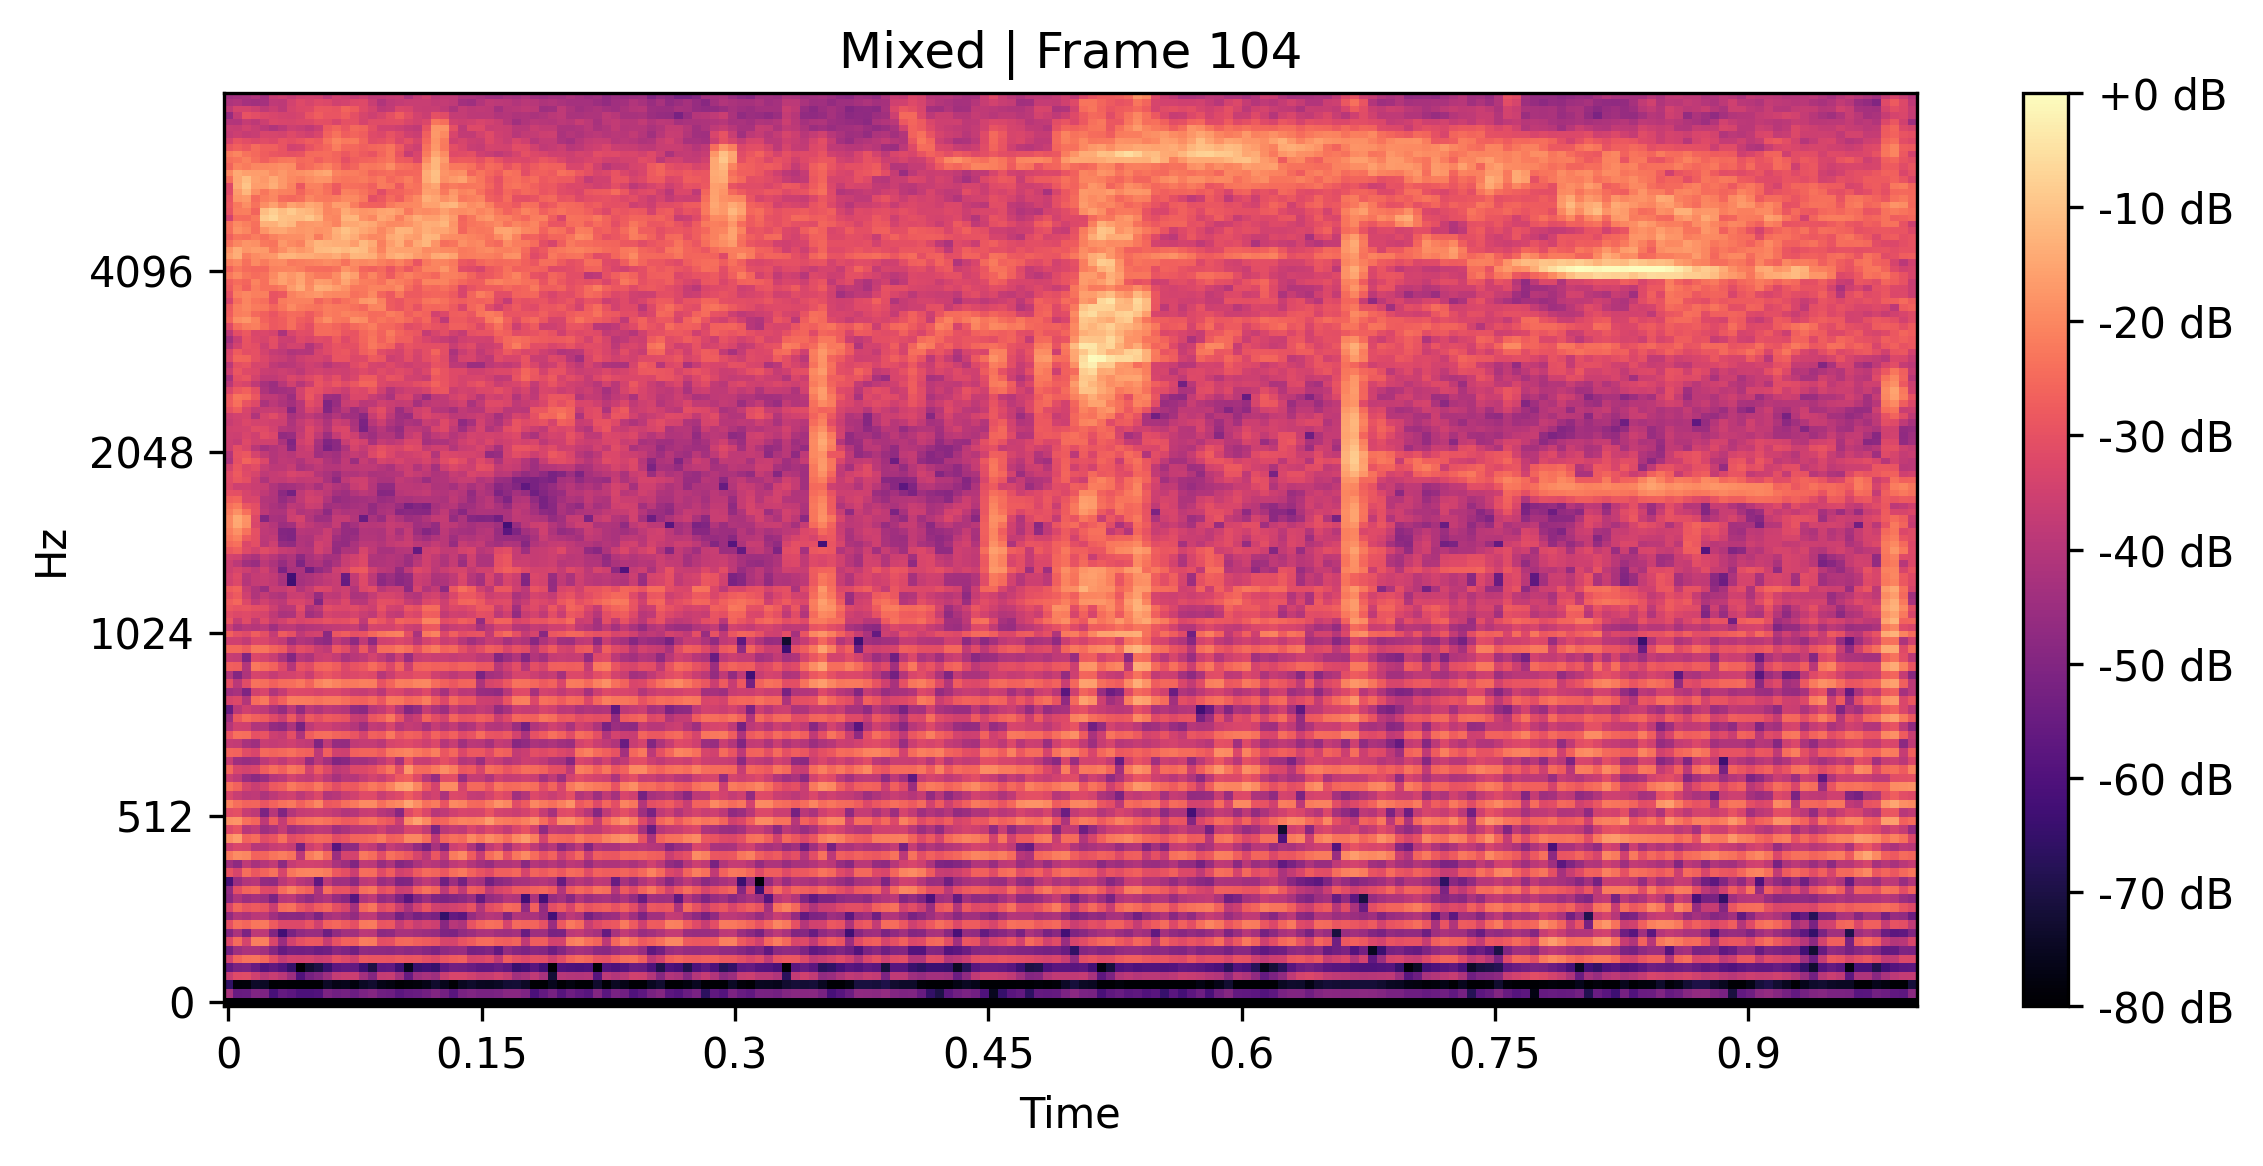 Mixed | Frame 104
+0 dB
-10 dB
-20 dB
-30 dB
-40 dB
-50 dB
-60 dB
-70 dB
-80 dB
4096
2048
1024
512
0
Hz
0 0.15 0.3 0.45 0.6 0.75 0.9
Time